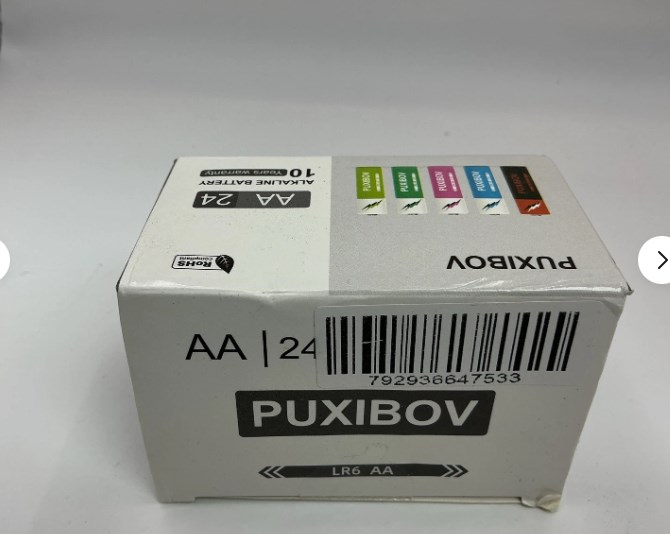 10 Years warranty
ALKALINE BATTERY
AA 24
RoHS
compliant
PUXIBOV
PUXIBOV
PUXIBOV
PUXIBOV
PUXIBOV
PUXIBOV
AA | 24
792936647533
PUXIBOV
LR6 AA